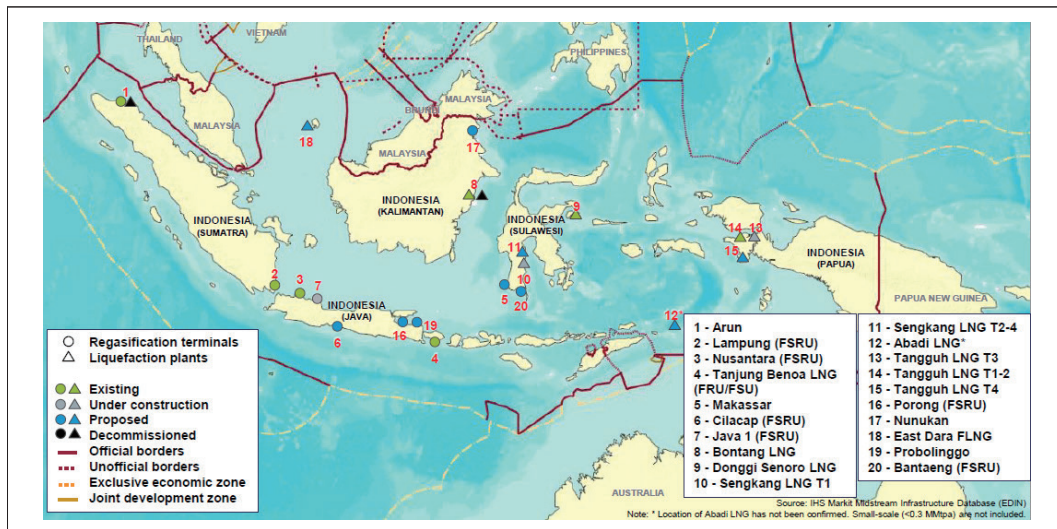 THAILAND
VIETNAM
PHILIPPINES
1
MALAYSIA
BRUNEI
MALAYSIA
18
17
MALAYSIA
8
INDONESIA
(KALIMANTAN)
INDONESIA
(SUMATRA)
INDONESIA
(SULAWESI)
9
14
13
15
INDONESIA
(PAPUA)
11
10
2
3
7
5
20
INDONESIA
(JAVA)
PAPUA NEW GUINEA
6
16
19
4
12*
AUSTRALIA
Regasification terminals
Liquefaction plants
Existing
Under construction
Proposed
Decommissioned
Official borders
Unofficial borders
Exclusive economic zone
Joint development zone
1 - Arun
2 - Lampung (FSRU)
3 - Nusantara (FSRU)
4 - Tanjung Benoa LNG
(FRU/FSU)
5 - Makassar
6 - Cilacap (FSRU)
7 - Java 1 (FSRU)
8 - Bontang LNG
9 - Donggi Senoro LNG
10 - Sengkang LNG T1
11 - Sengkang LNG T2-4
12 - Abadi LNG*
13 - Tangguh LNG T3
14 - Tangguh LNG T1-2
15 - Tangguh LNG T4
16 - Porong (FSRU)
17 - Nunukan
18 - East Dara FLNG
19 - Probolinggo
20 - Bantaeng (FSRU)
Source: IHS Markit Midstream Infrastructure Database (EDIN)
Note: * Location of Abadi LNG has not been confirmed. Small-scale (<0.3 MMtpa) are not included.